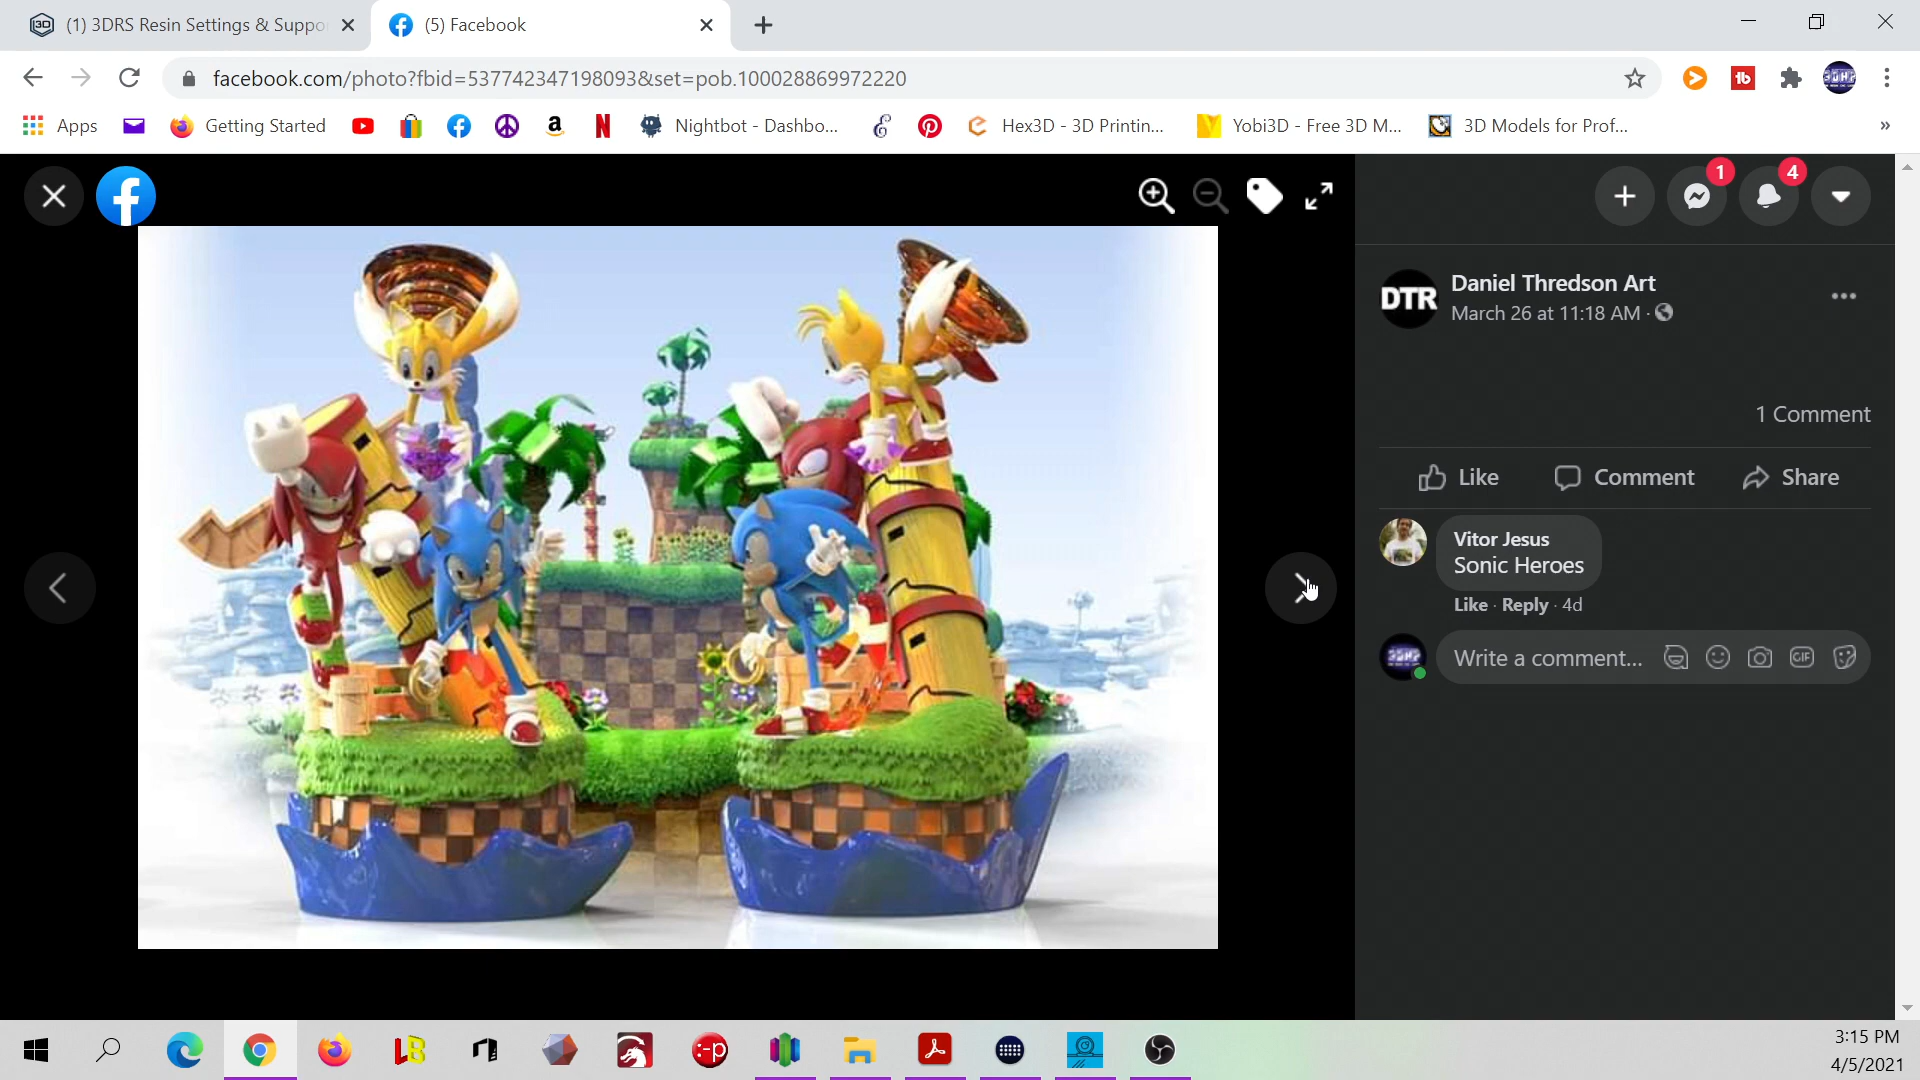 (1) 3DRS Resin Settings & Suppo
(5) Facebook
facebook.com/photo?fbid=537742347198093&set=pob.100028869972220
Apps
Getting Started
Nightbot - Dashbo...
Hex3D - 3D Printin...
Yobi3D - Free 3D M...
3D Models for Prof...
1
4
DTR
Daniel Thredson Art
March 26 at 11:18 AM
1 Comment
Like
Comment
Share
Vitor Jesus
Sonic Heroes
Like · Reply · 4d
Write a comment...
GIF
3:15 PM
4/5/2021